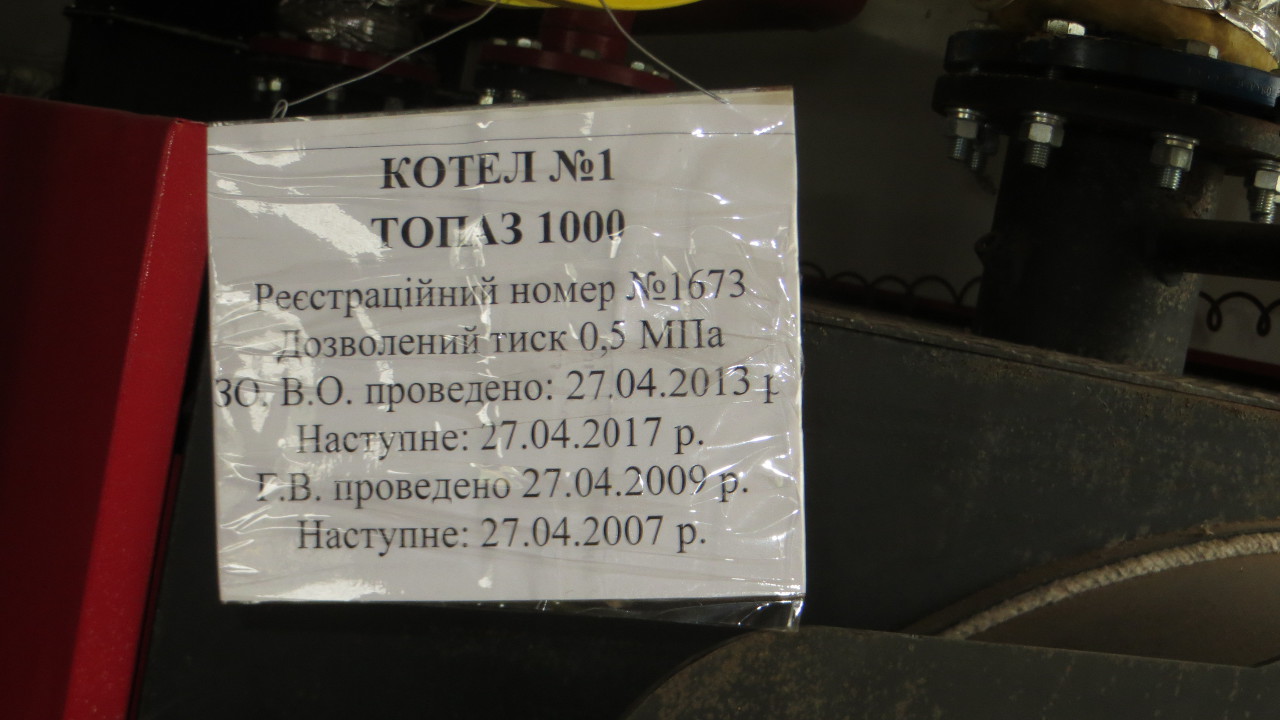 КОТЕЛ №1
ТОПАЗ 1000
Реєстраційний номер №1673
Дозволений тиск 0,5 МПа
ЗО. В.О. проведено: 27.04.2013 р
Наступне: 27.04.2017 р.
Г.В. проведено 27.04.2009 р.
Наступне: 27.04.2007 р.